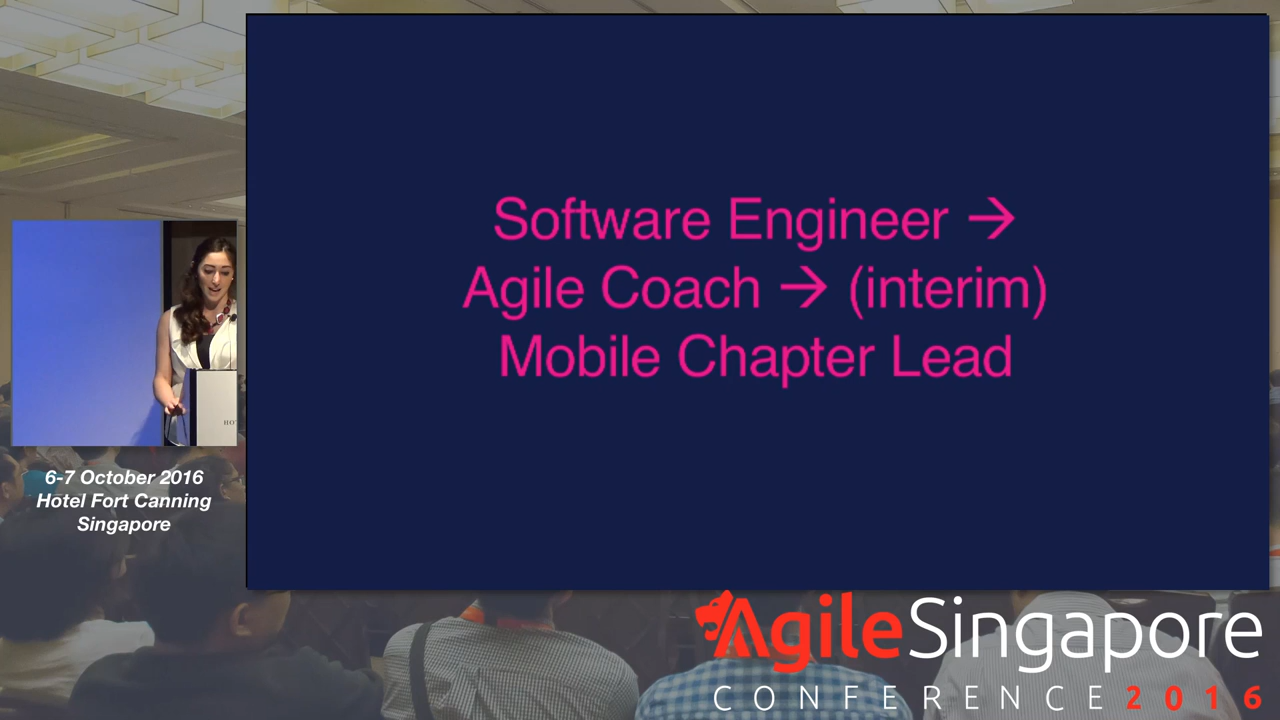 Software Engineer →
Agile Coach → (interim)
Mobile Chapter Lead
6-7 October 2016
Hotel Fort Canning
Singapore
AgileSingapore
CONFERENCE 2016